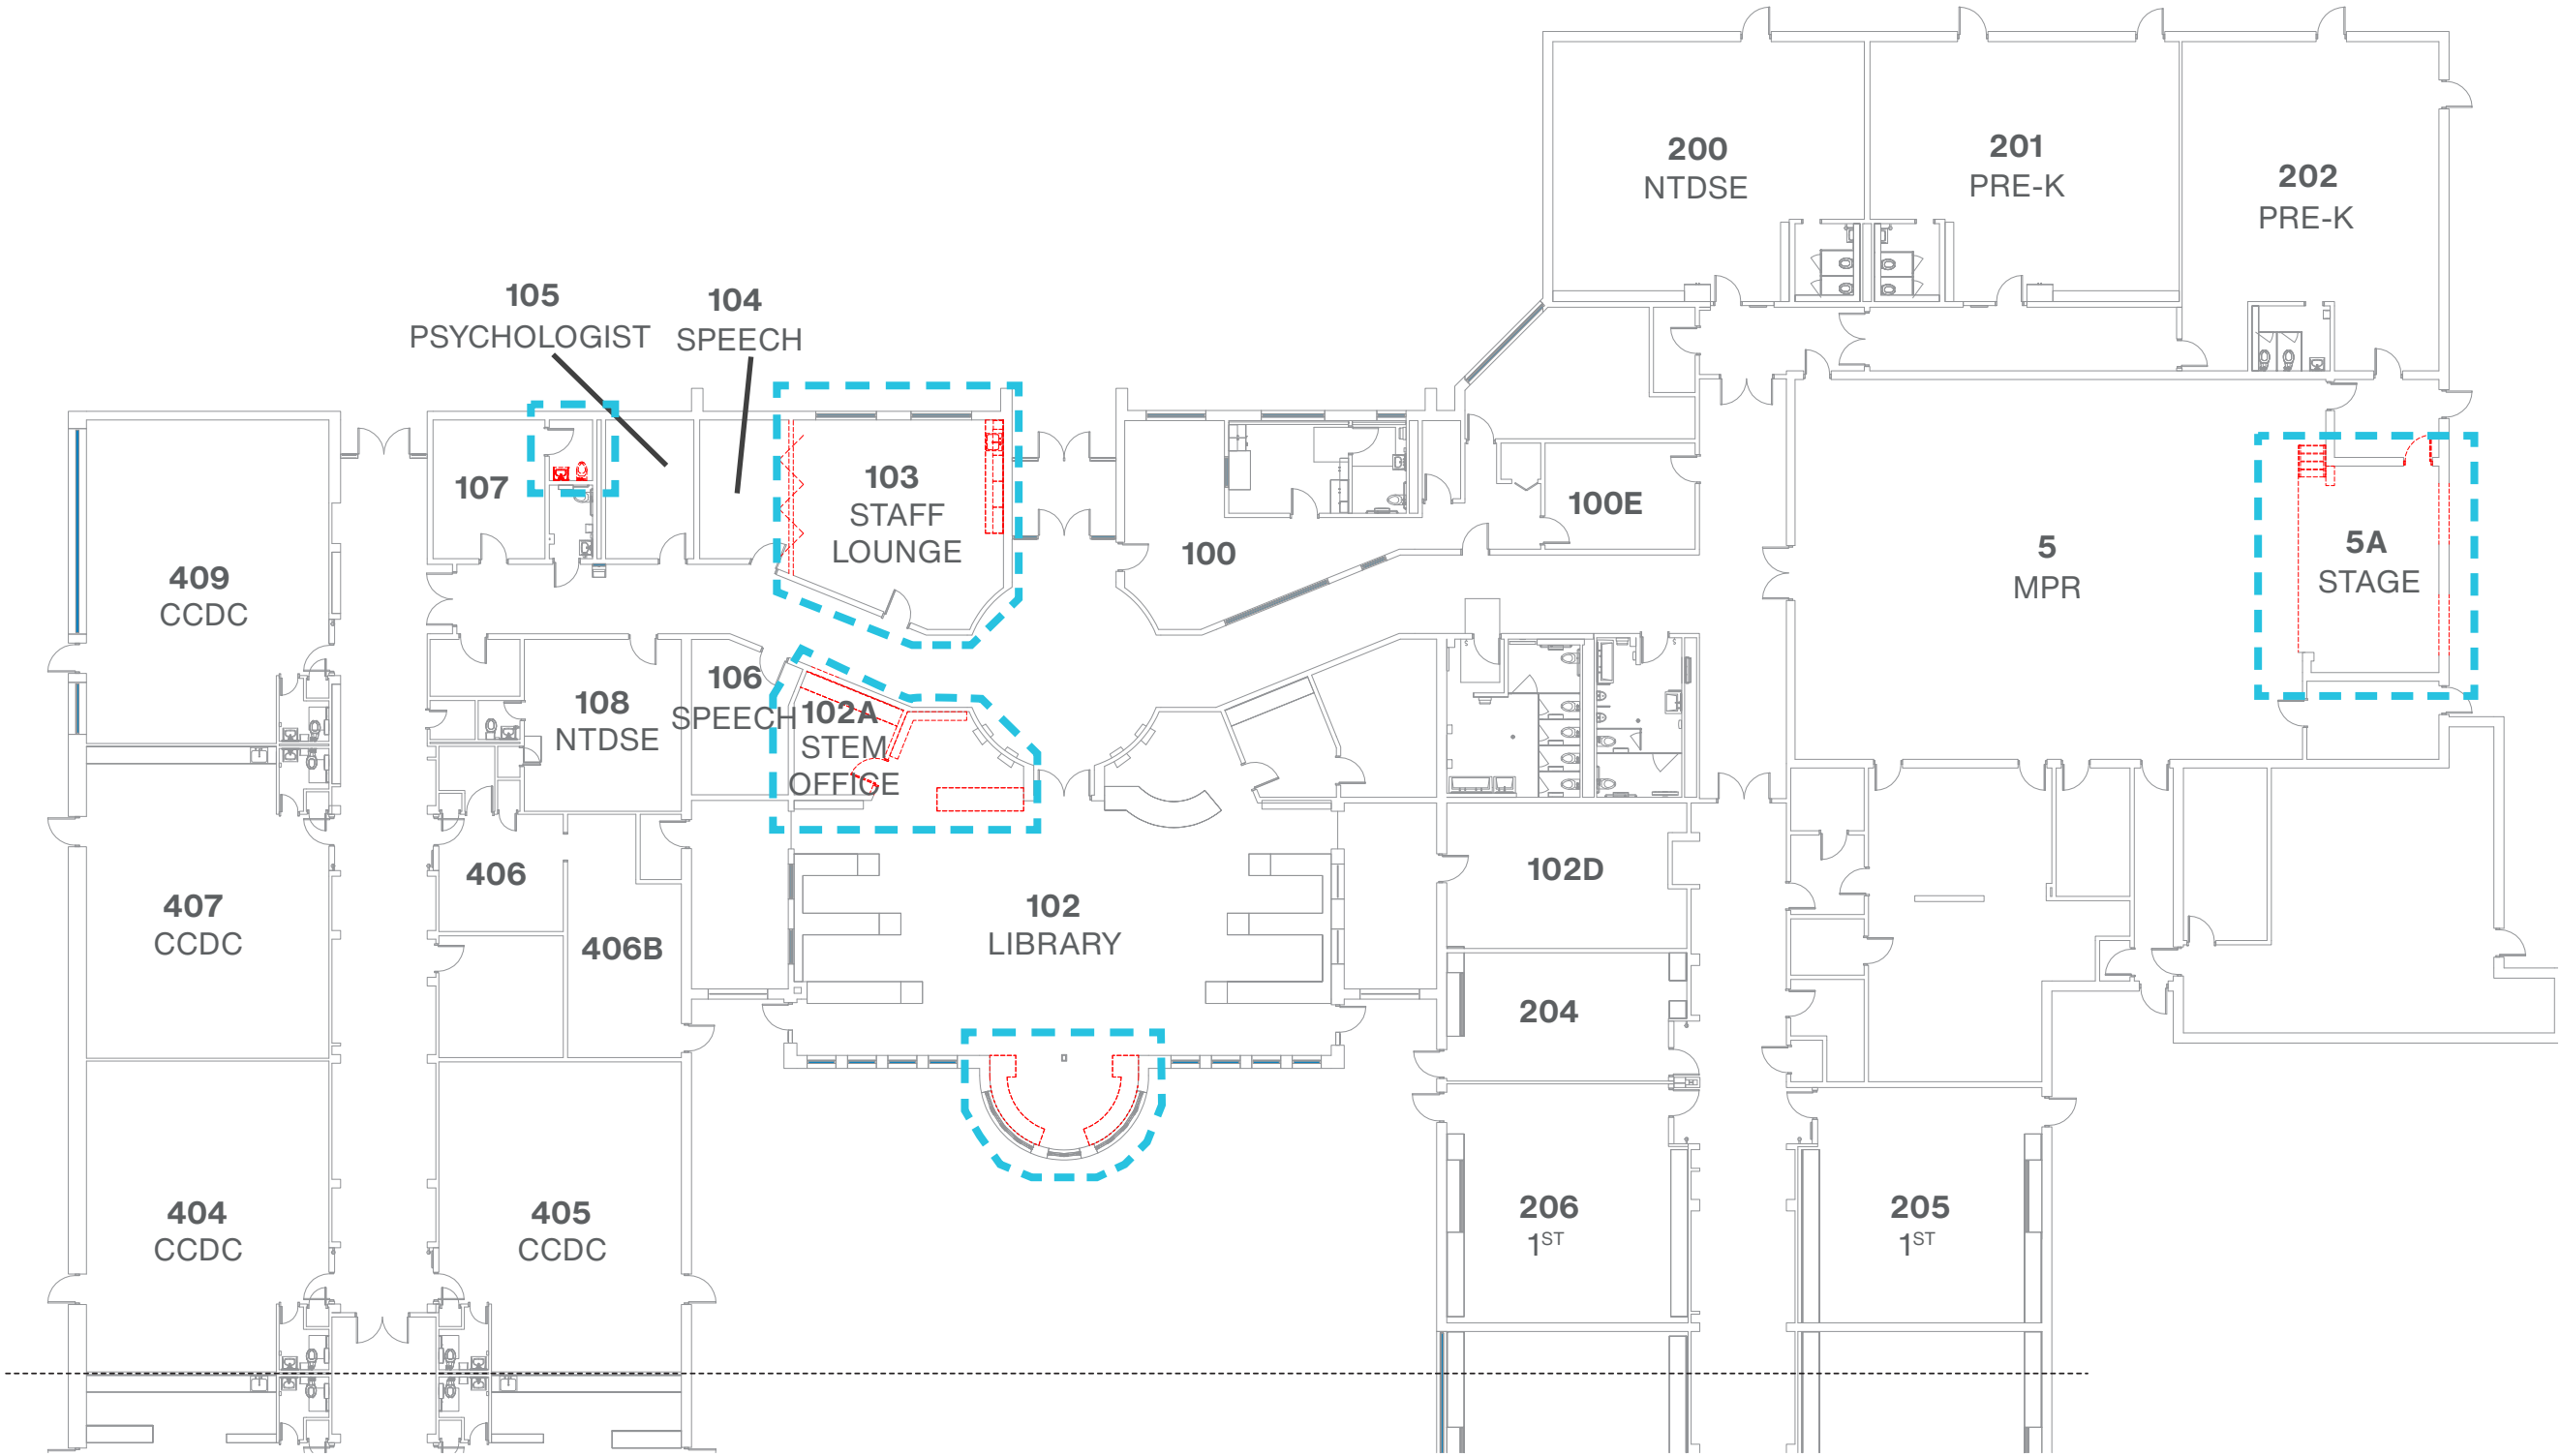 200
NTDSE
201
PRE-K
202
PRE-K
105
PSYCHOLOGIST
104
SPEECH
103
STAFF
LOUNGE
107
100
100E
409
CCDC
5
MPR
5A
STAGE
108
NTDSE
106
SPEECH
102A
STEM
OFFICE
406
407
CCDC
406B
102
LIBRARY
102D
204
404
CCDC
405
CCDC
206
1ST
205
1ST